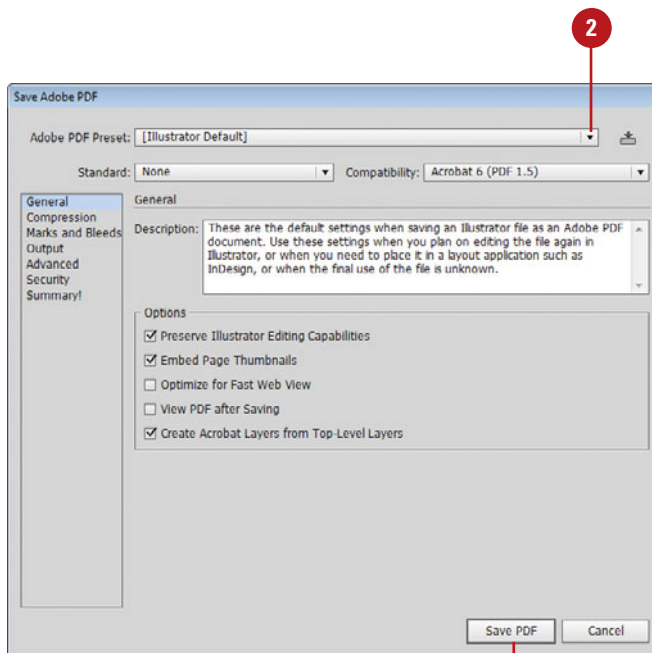 2
Save Adobe PDF
Adobe PDF Preset: [Illustrator Default]
Standard: None Compatibility: Acrobat 6 (PDF 1.5)
General
Compression
Marks and Bleeds
Output
Advanced
Security
Summary!
General
Description: These are the default settings when saving an Illustrator file as an Adobe PDF
document. Use these settings when you plan on editing the file again in
Illustrator, or when you need to place it in a layout application such as
InDesign, or when the final use of the file is unknown.
Options
Preserve Illustrator Editing Capabilities
Embed Page Thumbnails
Optimize for Fast Web View
View PDF after Saving
Create Acrobat Layers from Top-Level Layers
Save PDF Cancel